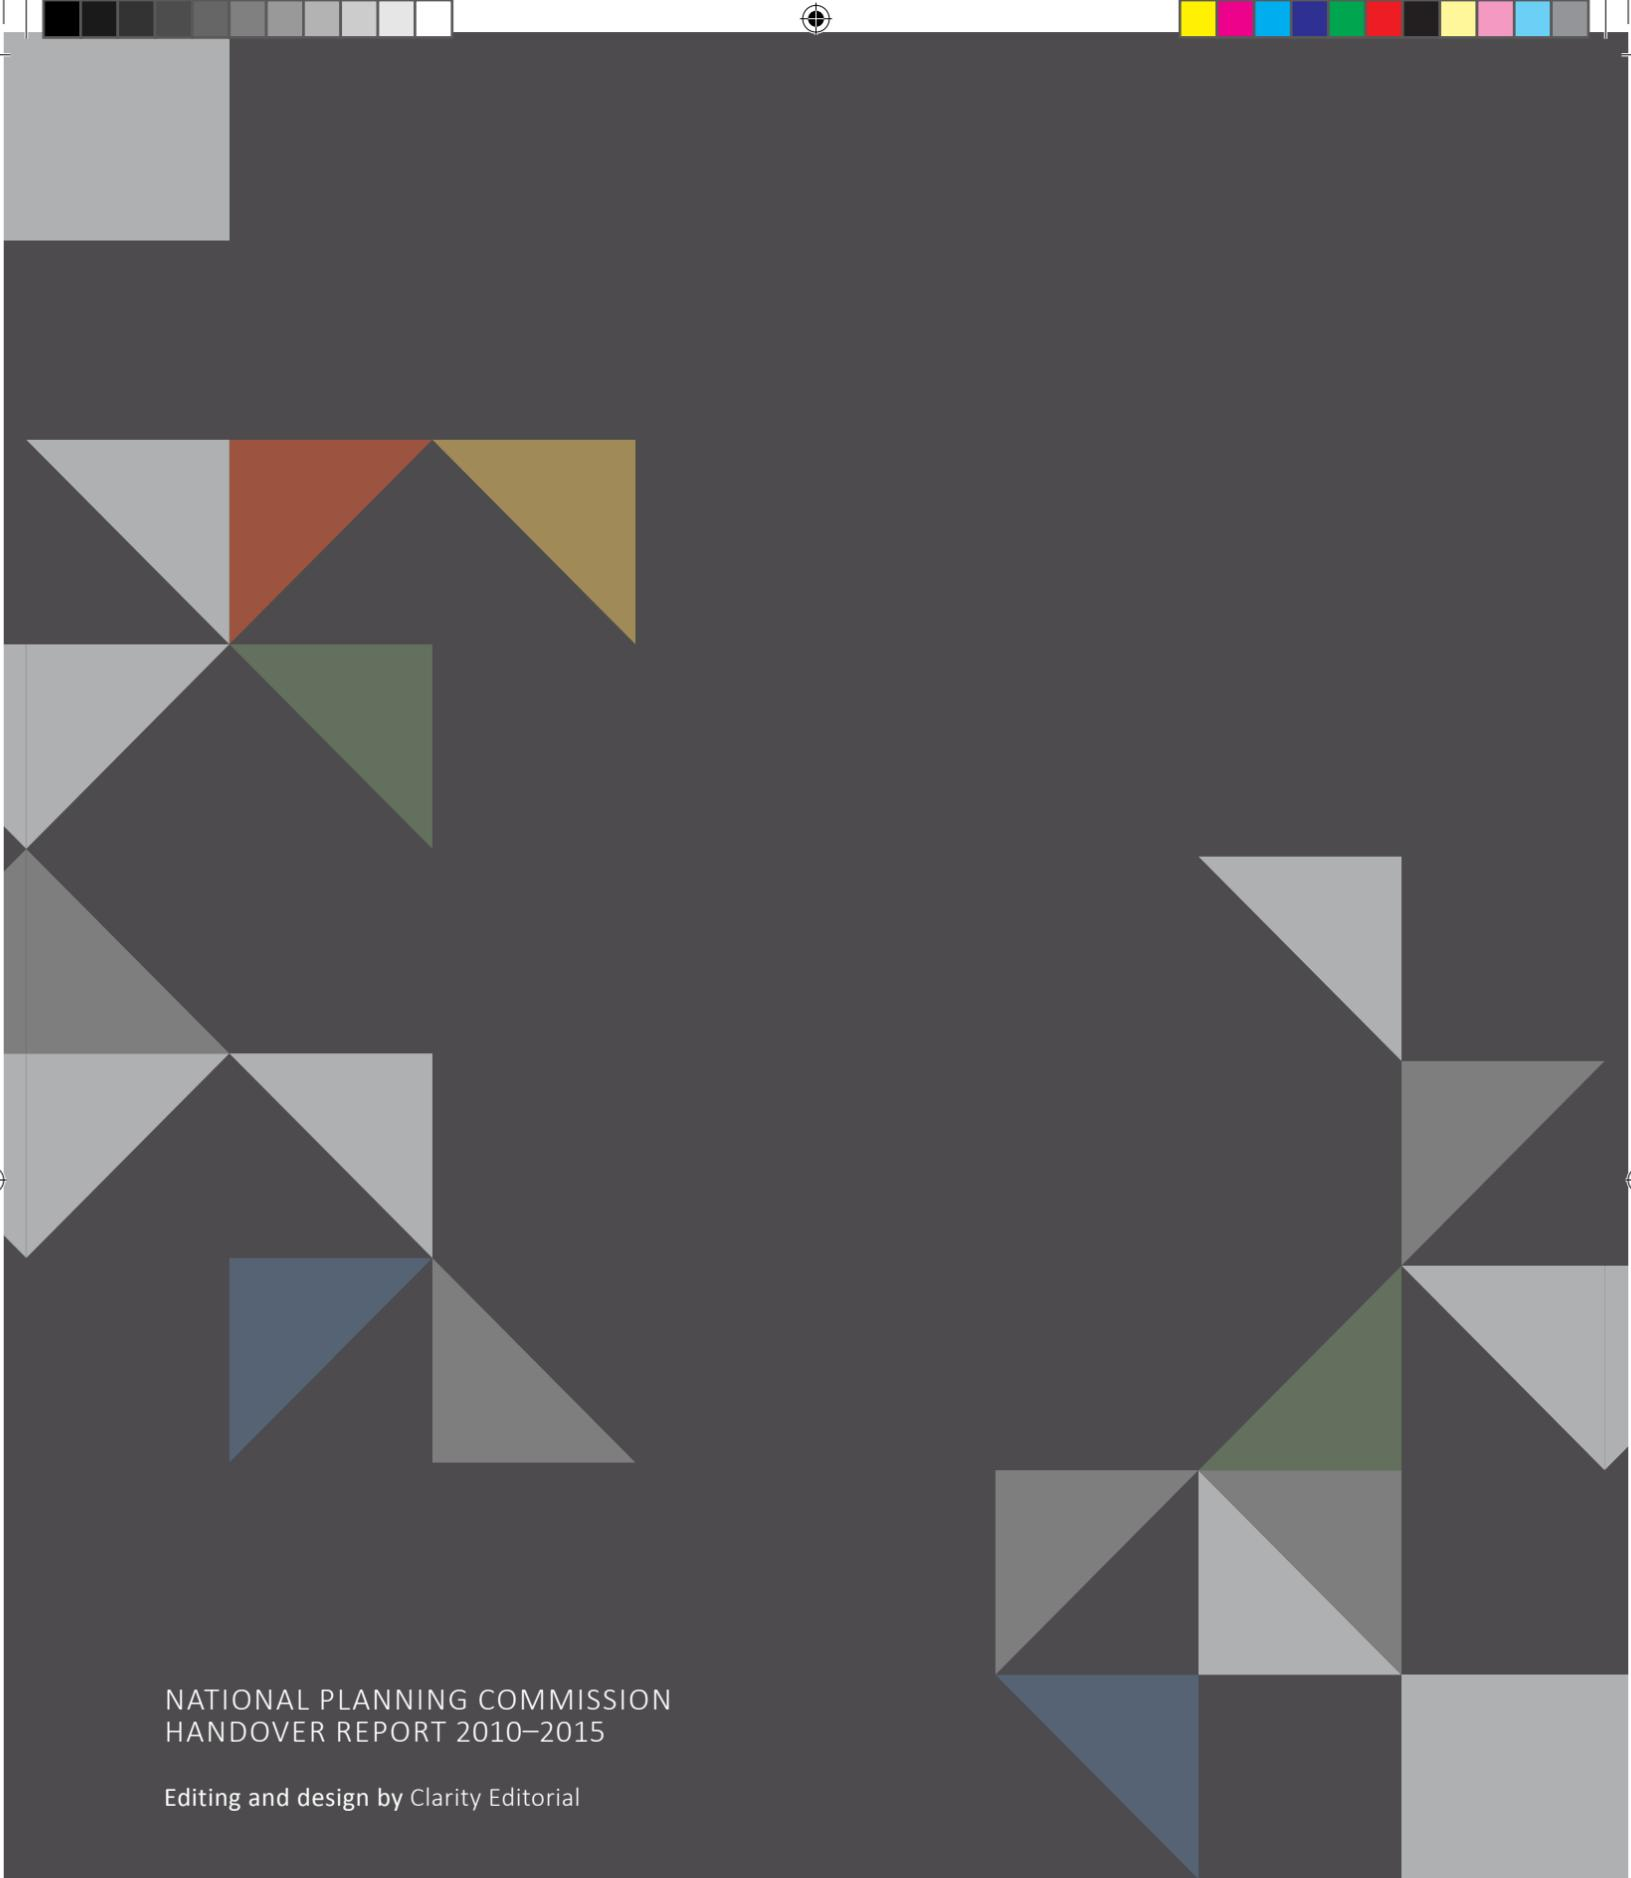 NATIONAL PLANNING COMMISSION
HANDOVER REPORT 2010–2015
Editing and design by Clarity Editorial